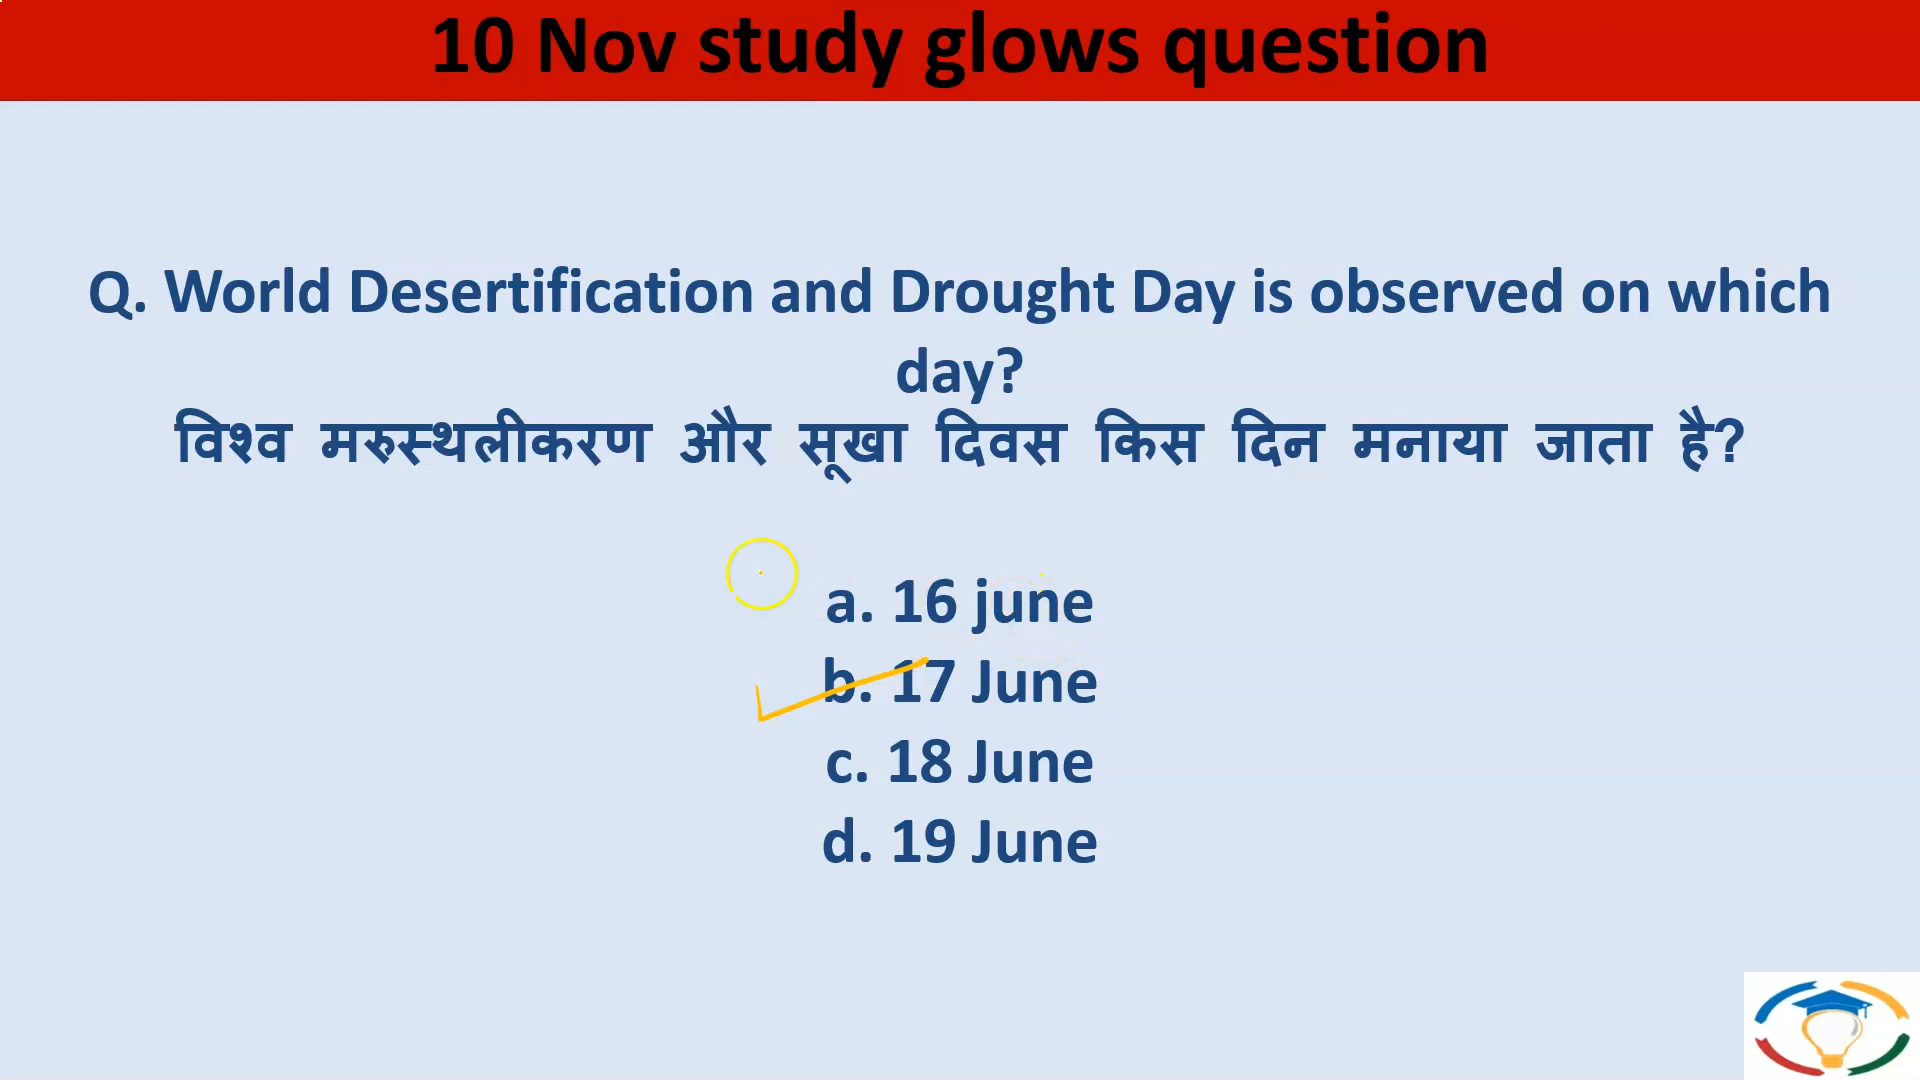 10 Nov study glows question
Q. World Desertification and Drought Day is observed on which
day?
विश्व मरुस्थलीकरण और सूखा दिवस किस दिन मनाया जाता है?
a. 16 june
b. 17 June
c. 18 June
d. 19 June